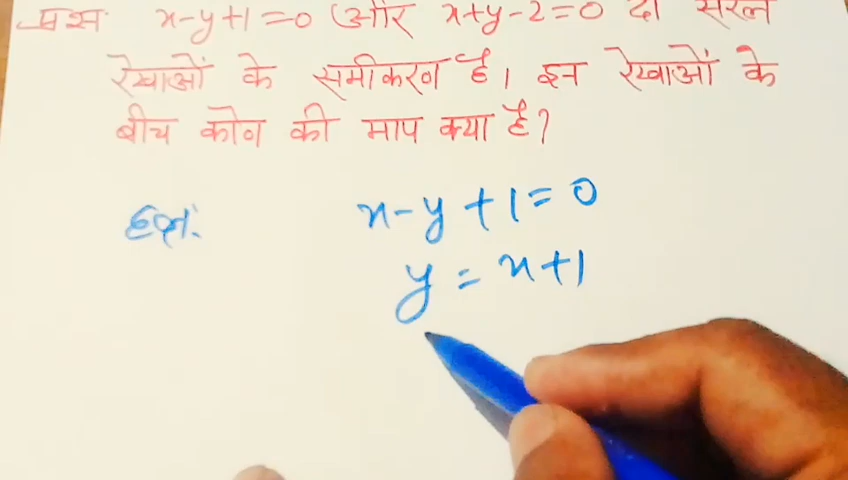 प्रश्न: x-y+1=0 और x+y-2=0 दो सरल
रेखाओं के समीकरण है। इन रेखाओं के
बीच कोण की माप क्या है?
हल:
x-y+1=0
y=x+1